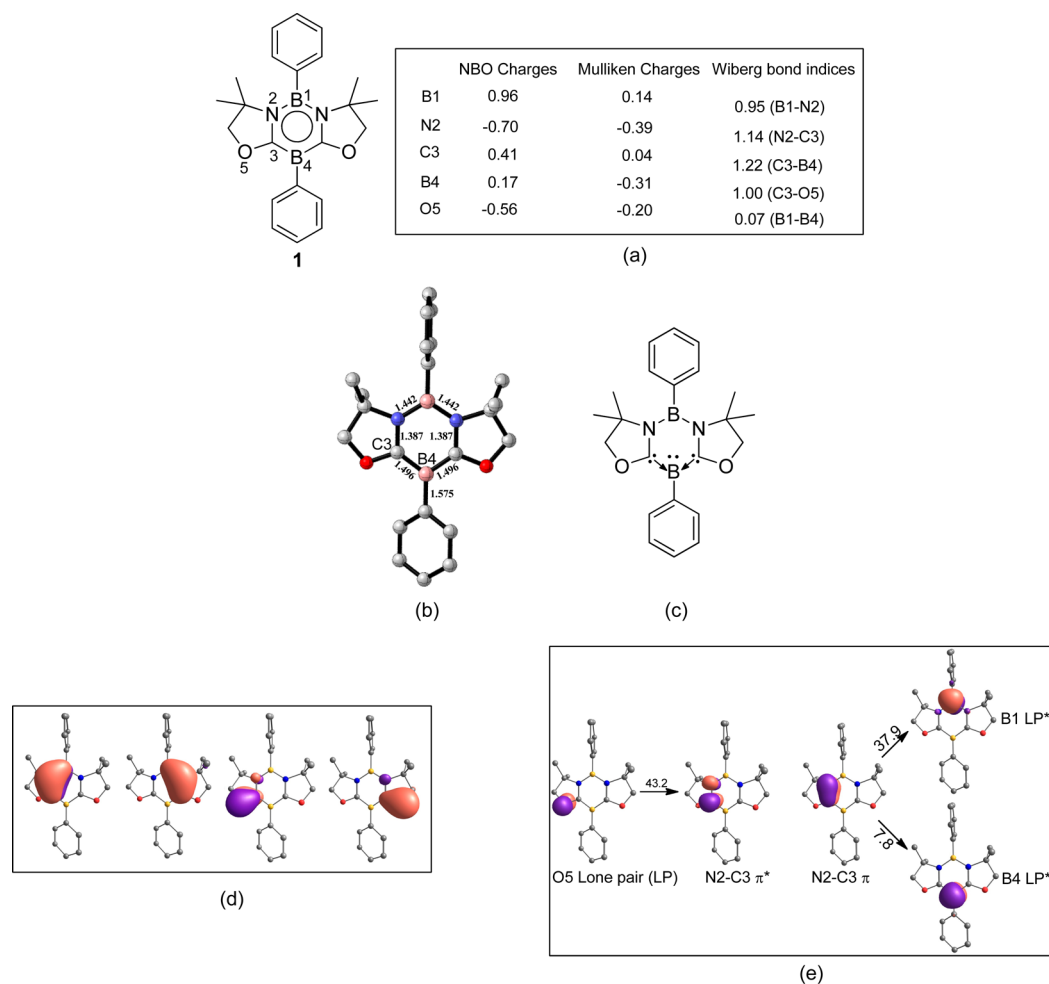 B
1
N
2
N
O
5
3
B
4
O
1
NBO Charges Mulliken Charges Wiberg bond indices
B1 0.96 0.14 0.95 (B1-N2)
N2 -0.70 -0.39 1.14 (N2-C3)
C3 0.41 0.04 1.22 (C3-B4)
B4 0.17 -0.31 1.00 (C3-O5)
O5 -0.56 -0.20 0.07 (B1-B4)
(a)
1.442 1.442
1.387 1.387
C3 B4
1.496 1.496
1.575
(b)
B
N N
O B O
(c)
(d)
37.9
B1 LP*
43.2
7.8
O5 Lone pair (LP) N2-C3 π* N2-C3 π B4 LP*
(e)